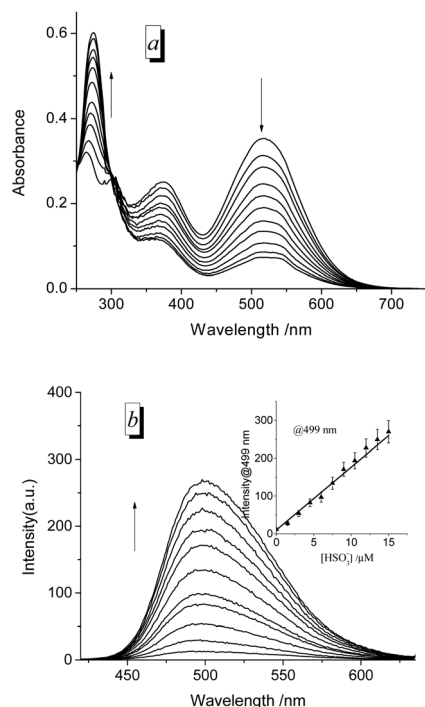 a
0.6
0.4
0.2
0.0
Absorbance
300 400 500 600 700
Wavelength /nm
b
400
300
200
100
0
Intensity(a.u.)
450 500 550 600
Wavelength /nm
@499 nm
300
200
100
0
Intensity@499 nm
0 5 10 15
[HSO₃⁻] /μM